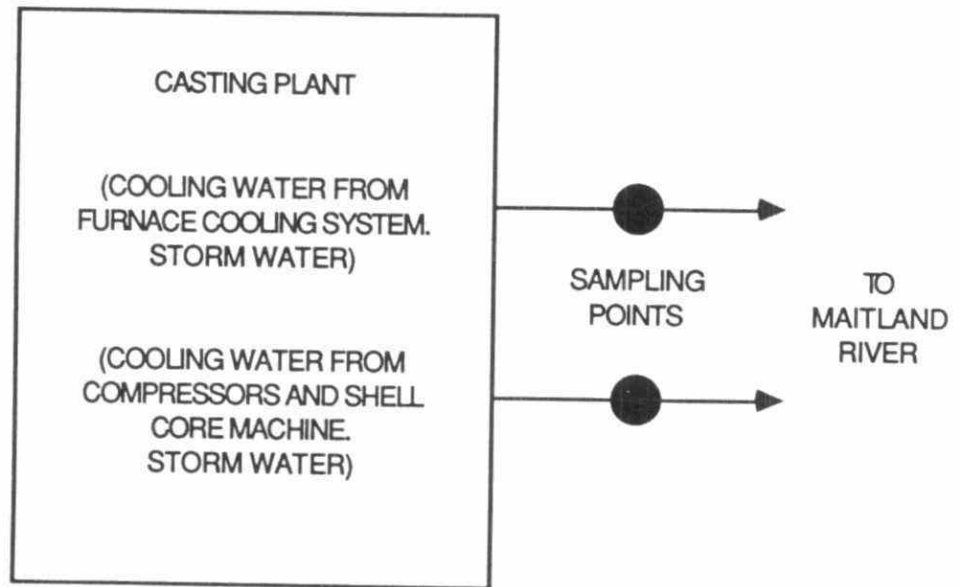 CASTING PLANT
(COOLING WATER FROM
FURNACE COOLING SYSTEM.
STORM WATER)
(COOLING WATER FROM
COMPRESSORS AND SHELL
CORE MACHINE.
STORM WATER)
SAMPLING
POINTS
TO
MAITLAND
RIVER